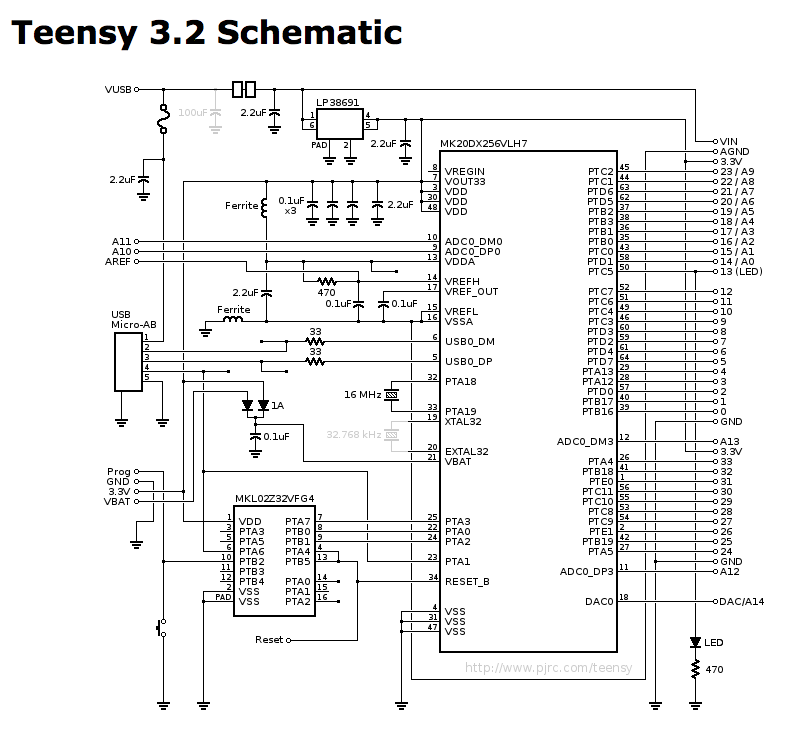 Teensy 3.2 Schematic
VUSB
100uF
2.2uF
LP38691
1
6
4
5
PAD
2
2.2uF
2.2uF
MK20DX256VLH7
VIN
AGND
3.3V
8 VREGIN
7 VOUT33
3 VDD
30 VDD
48 VDD
Ferrite
0.1uF
x3
2.2uF
A11
A10
AREF
10 ADC0_DM0
9 ADC0_DP0
13 VDDA
14 VREFH
17 VREF_OUT
470
2.2uF
0.1uF
0.1uF
15 VREFL
16 VSSA
Ferrite
USB
Micro-AB
1
2
3
4
5
33
33
6 USB0_DM
5 USB0_DP
32 PTA18
16 MHz
33 PTA19
19 XTAL32
32.768 kHz
20 EXTAL32
21 VBAT
1A
0.1uF
PTC2 45 23 / A9
PTC1 44 22 / A8
PTD6 63 21 / A7
PTD5 62 20 / A6
PTB2 37 19 / A5
PTB3 38 18 / A4
PTB1 36 17 / A3
PTB0 35 16 / A2
PTC0 43 15 / A1
PTD1 58 14 / A0
PTC5 50 13 (LED)
PTC7 52 12
PTC6 51 11
PTC4 49 10
PTC3 46 9
PTD3 60 8
PTD2 59 7
PTD4 61 6
PTD7 64 5
PTA13 29 4
PTA12 28 3
PTD0 57 2
PTB17 40 1
PTB16 39 0
GND
ADC0_DM3 12 A13
3.3V
PTA4 26 33
PTB18 41 32
PTE0 1 31
PTC11 56 30
PTC10 55 29
PTC8 53 28
PTC9 54 27
PTE1 2 26
PTB19 42 25
PTA5 27 24
GND
ADC0_DP3 11 A12
DAC0 18 DAC/A14
Prog
GND
3.3V
VBAT
MKL02Z32VFG4
1 VDD PTA7 7
3 PTA3 PTB0 8
5 PTA5 PTB1 9
6 PTA6 PTA4 4
10 PTB2 PTB5 13
11 PTB3
12 PTB4 PTA0 14
2 VSS PTA1 15
PAD VSS PTA2 16
25 PTA3
22 PTA0
24 PTA2
23 PTA1
34 RESET_B
4 VSS
31 VSS
47 VSS
Reset
LED
470
http://www.pjrc.com/teensy